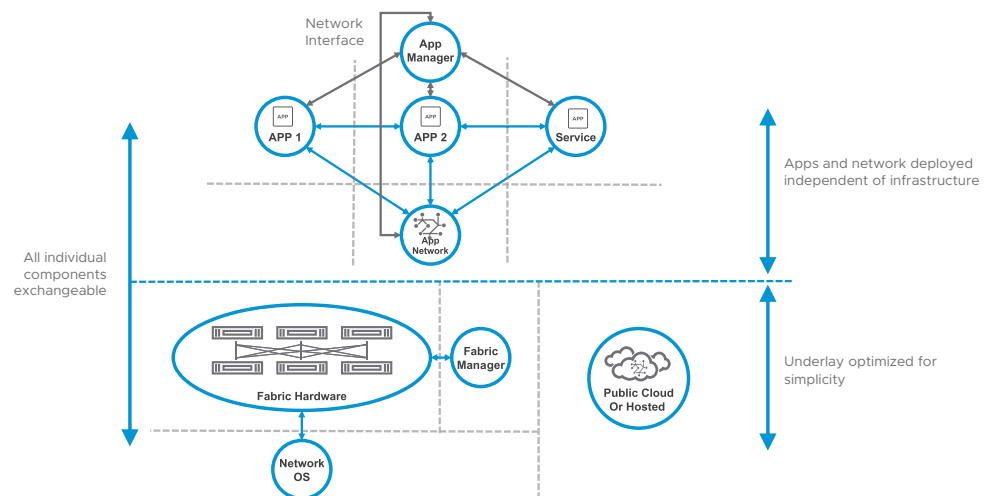 Network
Interface
App
Manager
APP
APP 1
APP
APP 2
APP
Service
App
Network
Apps and network deployed
independent of infrastructure
All individual
components
exchangeable
Fabric Hardware
Fabric
Manager
Public Cloud
Or Hosted
Underlay optimized for
simplicity
Network
OS